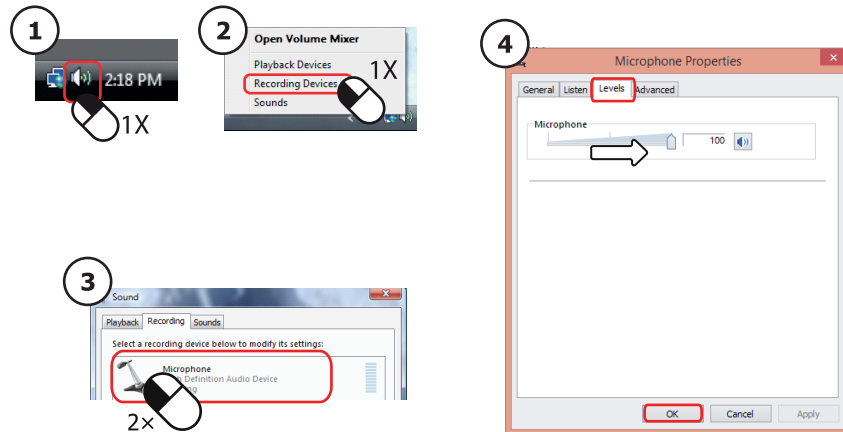 1
2:18 PM
1X
2
Open Volume Mixer
Playback Devices
Recording Devices
1X
Sounds
3
Sound
Playback Recording Sounds
Select a recording device below to modify its settings:
Microphone
Definition Audio Device
2×
4
Microphone Properties
General Listen Levels Advanced
Microphone
100
OK Cancel Apply